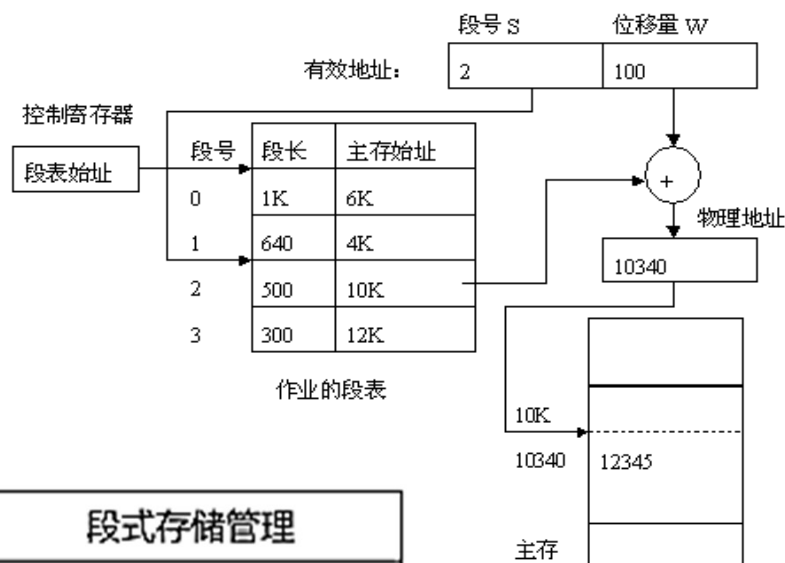 段号 S 位移量 W
有效地址： 2 100
控制寄存器
段表始址
段号 段长 主存始址
0 1K 6K
1 640 4K
2 500 10K
3 300 12K
作业的段表
+
物理地址
10340
10K
10340 12345
主存
段式存储管理